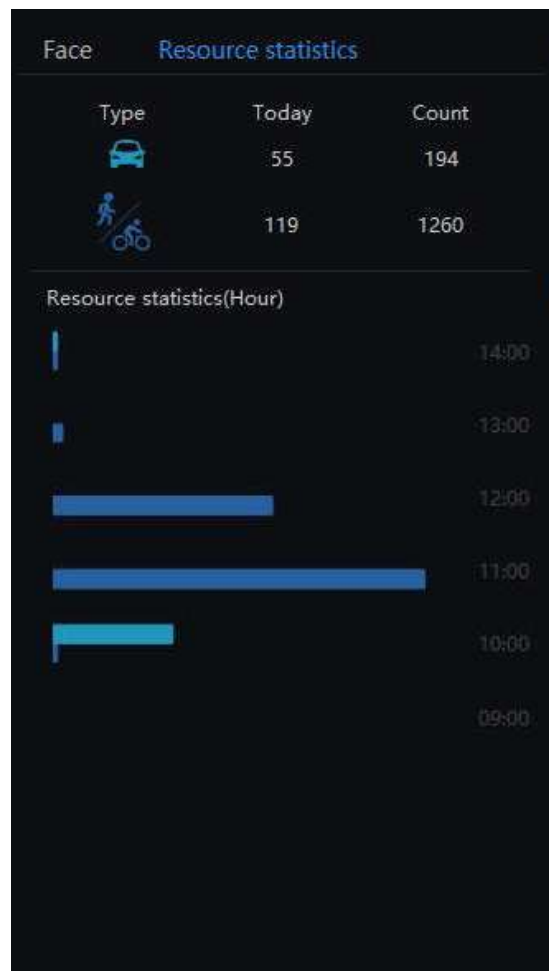 Face Resource statistics
Type Today Count
55 194
119 1260
Resource statistics(Hour)
14:00
13:00
12:00
11:00
10:00
09:00